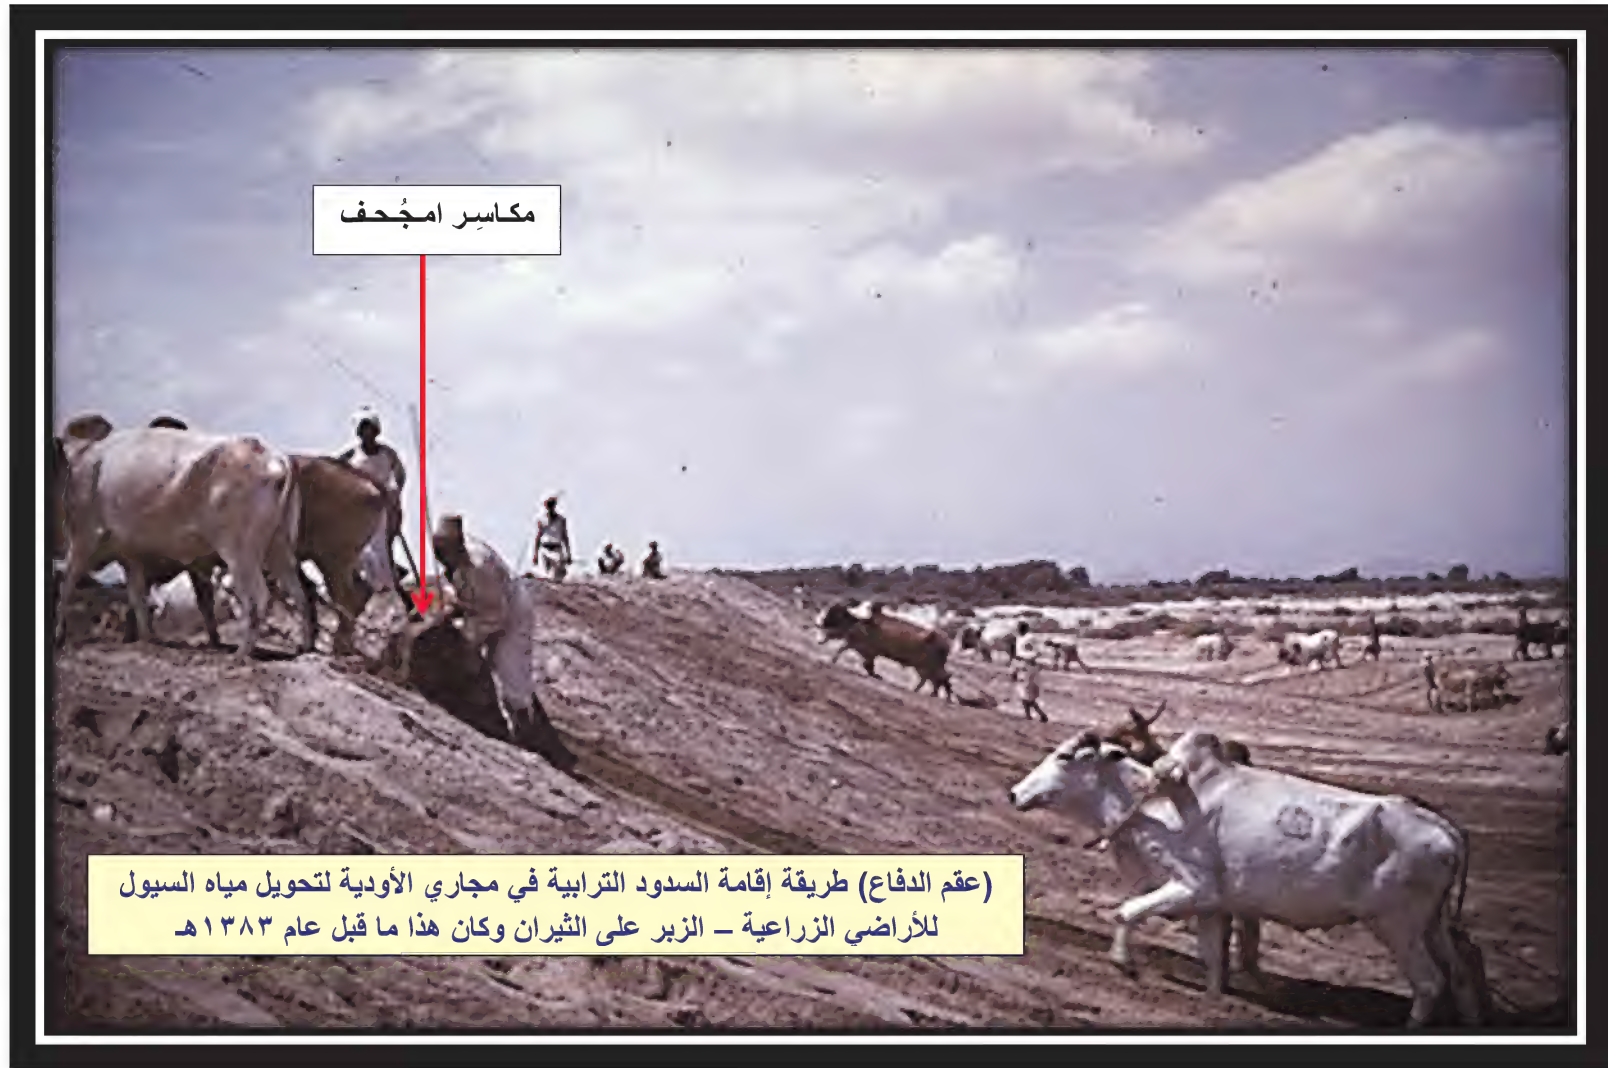 مكاسِر امجُحف
(عقم الدفاع) طريقة إقامة السدود الترابية في مجاري الأودية لتحويل مياه السيول
للأراضي الزراعية – الزبر على الثيران وكان هذا ما قبل عام ١٣٨٣هـ